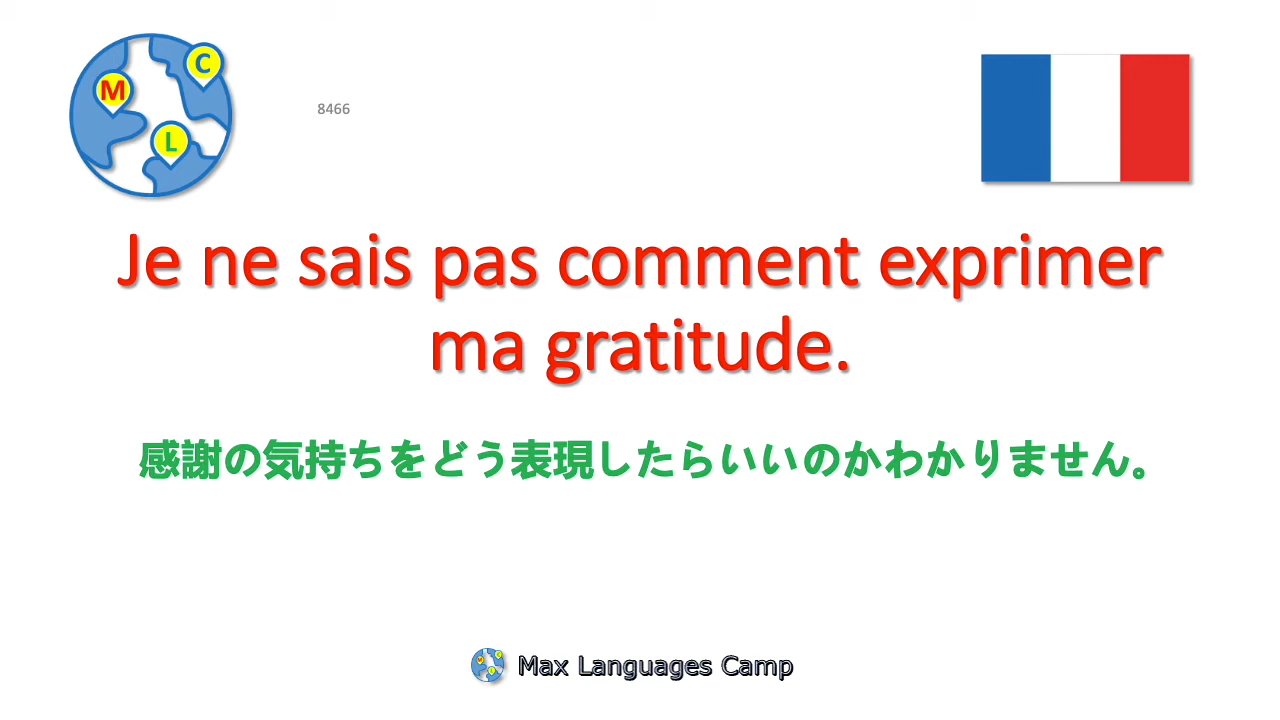 M
C
L
8466
Je ne sais pas comment exprimer
ma gratitude.
感謝の気持ちをどう表現したらいいのかわかりません。
Max Languages Camp